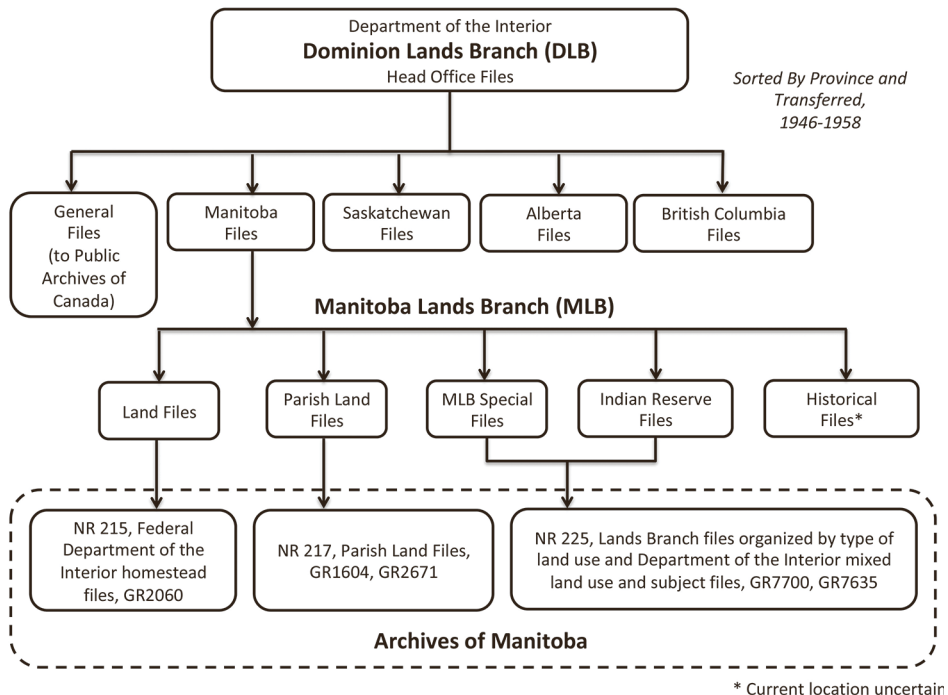 Department of the Interior
Dominion Lands Branch (DLB)
Head Office Files
Sorted By Province and
Transferred,
1946-1958
General
Files
(to Public
Archives of
Canada)
Manitoba
Files
Saskatchewan
Files
Alberta
Files
British Columbia
Files
Manitoba Lands Branch (MLB)
Land Files
Parish Land
Files
MLB Special
Files
Indian Reserve
Files
Historical
Files*
NR 215, Federal
Department of the
Interior homestead
files, GR2060
NR 217, Parish Land Files,
GR1604, GR2671
NR 225, Lands Branch files organized by type of
land use and Department of the Interior mixed
land use and subject files, GR7700, GR7635
Archives of Manitoba
* Current location uncertain